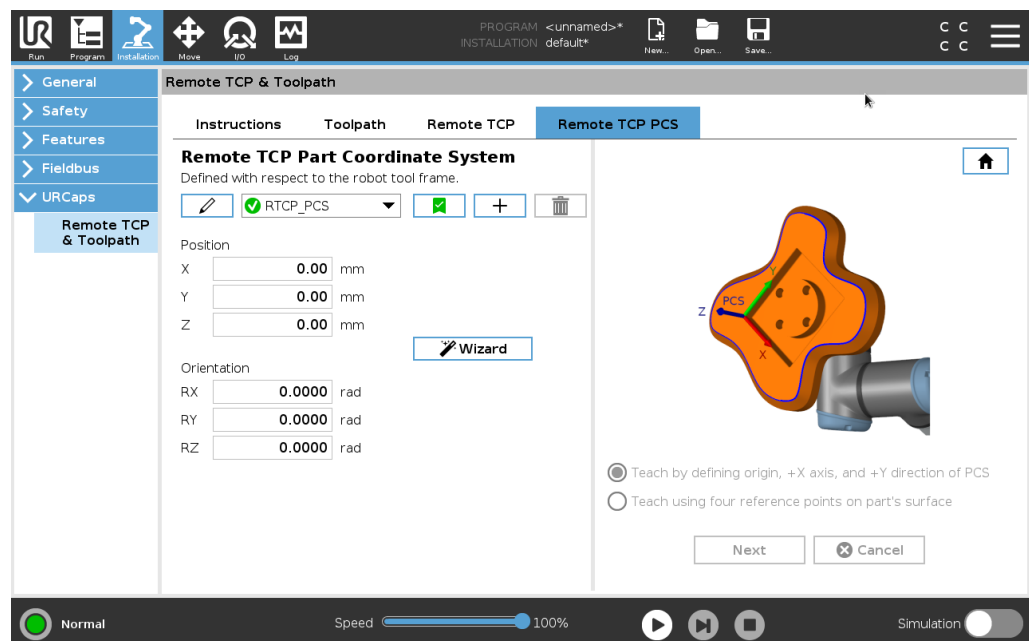 PROGRAM <unnamed>*
INSTALLATION default*
Run Program Installation Move I/O Log New... Open... Save...
C C
C C
General
Safety
Features
Fieldbus
URCaps
Remote TCP
& Toolpath
Remote TCP & Toolpath
Instructions Toolpath Remote TCP Remote TCP PCS
Remote TCP Part Coordinate System
Defined with respect to the robot tool frame.
RTCP_PCS
Position
X 0.00 mm
Y 0.00 mm
Z 0.00 mm
Wizard
Orientation
RX 0.0000 rad
RY 0.0000 rad
RZ 0.0000 rad
Y
PCS
Z
X
Teach by defining origin, +X axis, and +Y direction of PCS
Teach using four reference points on part's surface
Next Cancel
Normal
Speed 100%
Simulation